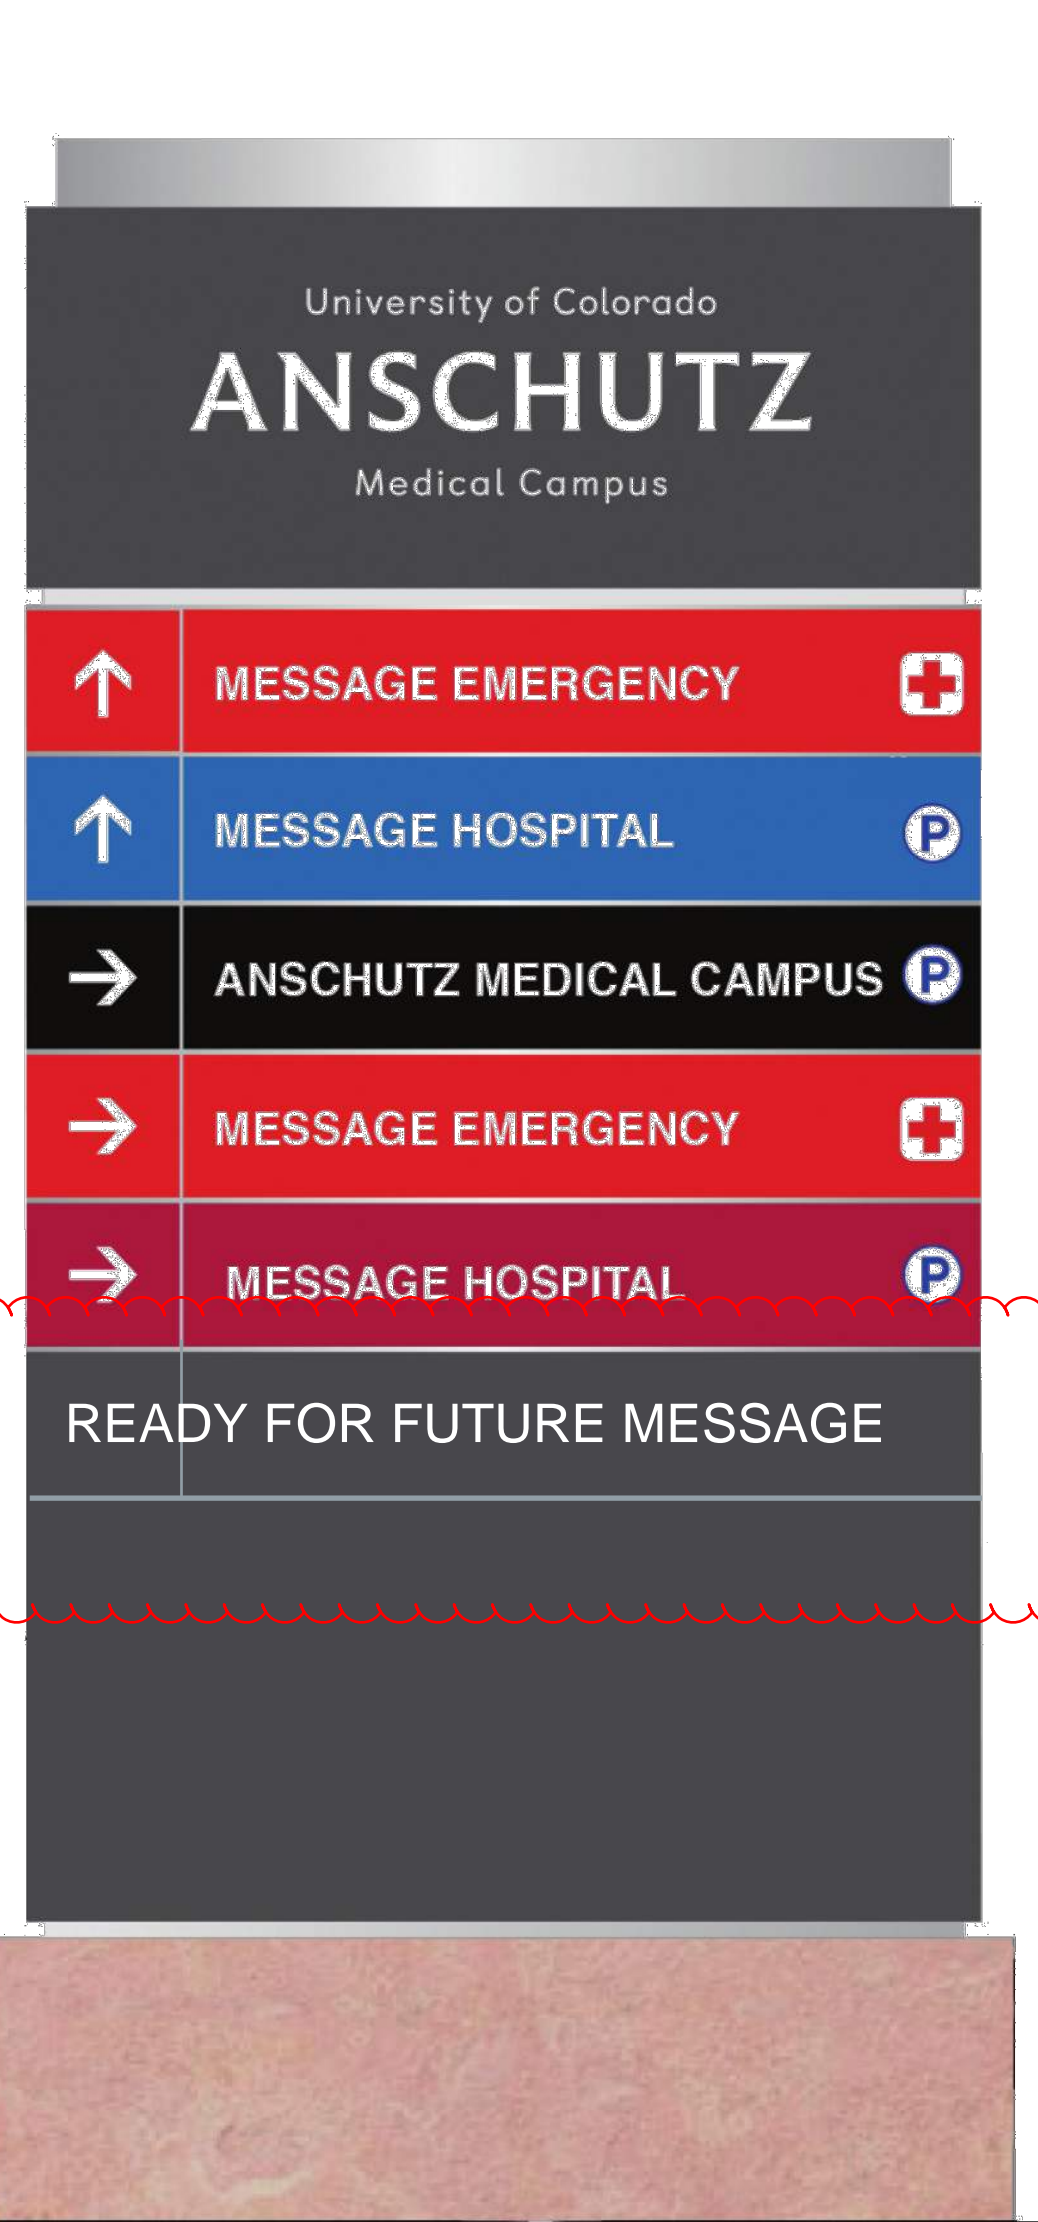 University of Colorado
ANSCHUTZ
Medical Campus
MESSAGE EMERGENCY
MESSAGE HOSPITAL
P
ANSCHUTZ MEDICAL CAMPUS
P
MESSAGE EMERGENCY
MESSAGE HOSPITAL
P
READY FOR FUTURE MESSAGE